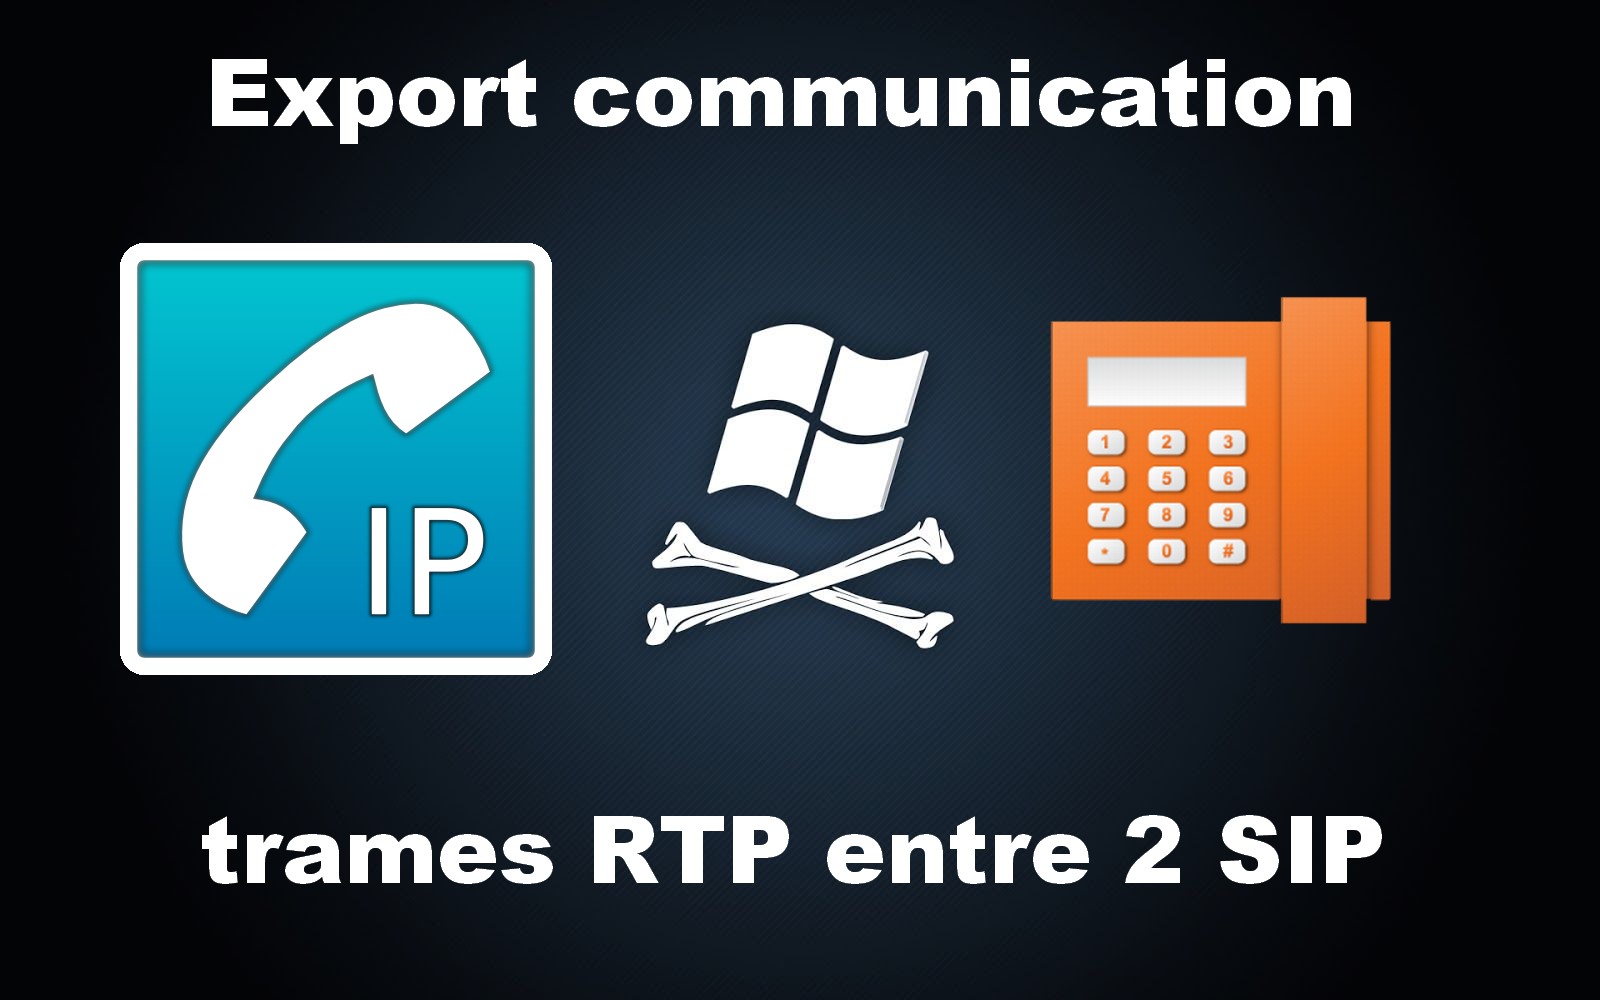 Export communication
IP
1 2 3
4 5 6
7 8 9
* 0 #
trames RTP entre 2 SIP